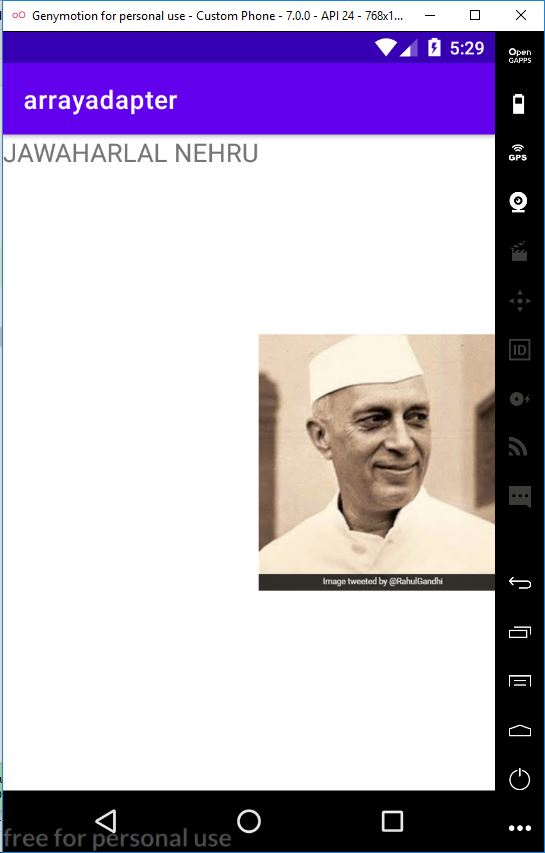 Genymotion for personal use - Custom Phone - 7.0.0 - API 24 - 768x1...
5:29
Open
GAPPS
arrayadapter
JAWAHARLAL NEHRU
GPS
ID
Image tweeted by @RahulGandhi
free for personal use